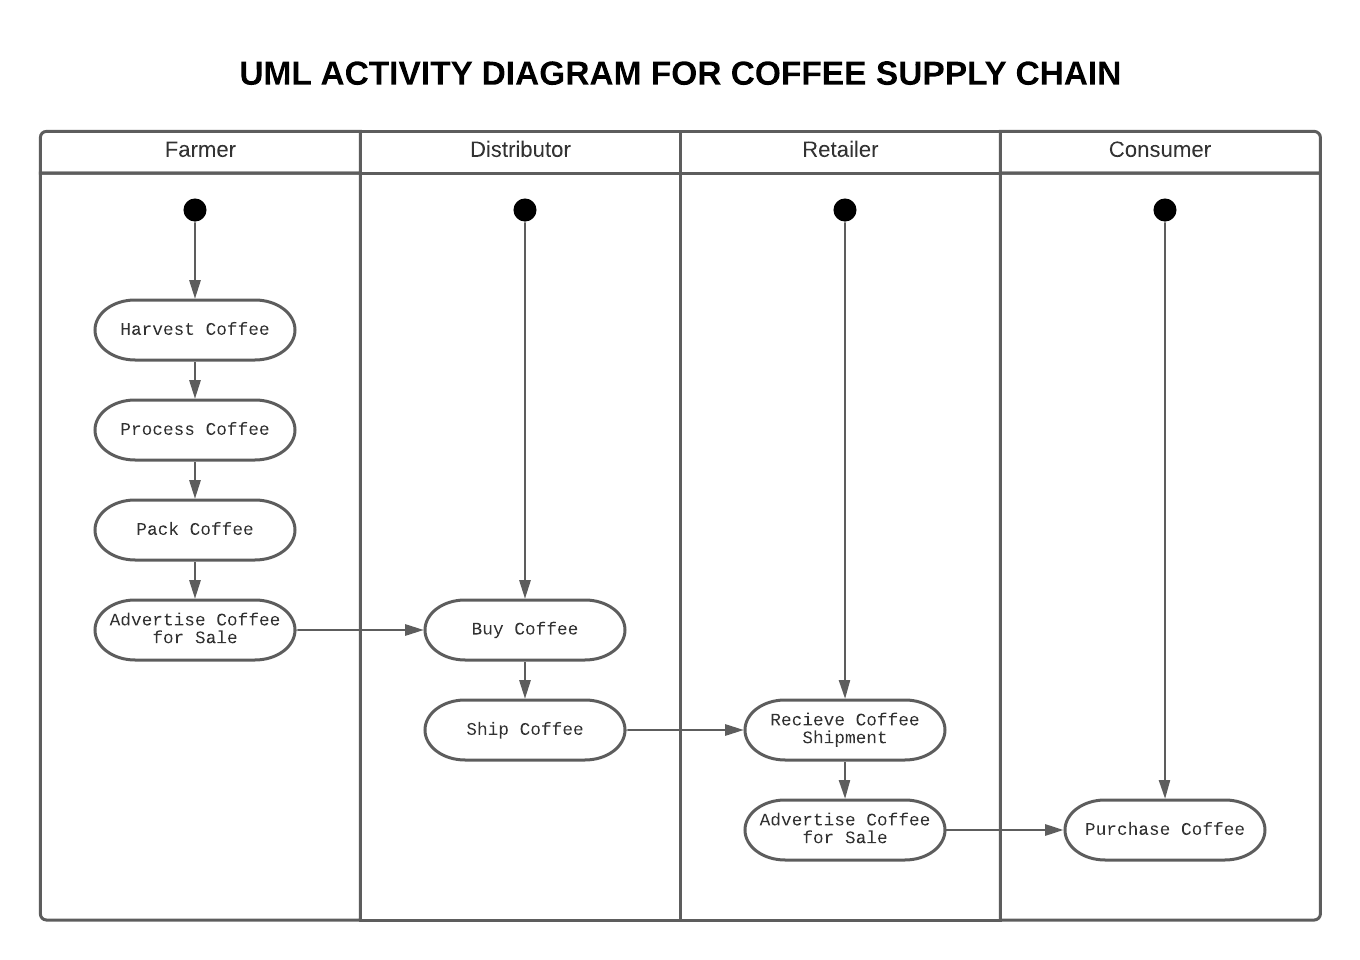 UML ACTIVITY DIAGRAM FOR COFFEE SUPPLY CHAIN
Farmer
Distributor
Retailer
Consumer
Harvest Coffee
Process Coffee
Pack Coffee
Advertise Coffee
for Sale
Buy Coffee
Ship Coffee
Recieve Coffee
Shipment
Advertise Coffee
for Sale
Purchase Coffee